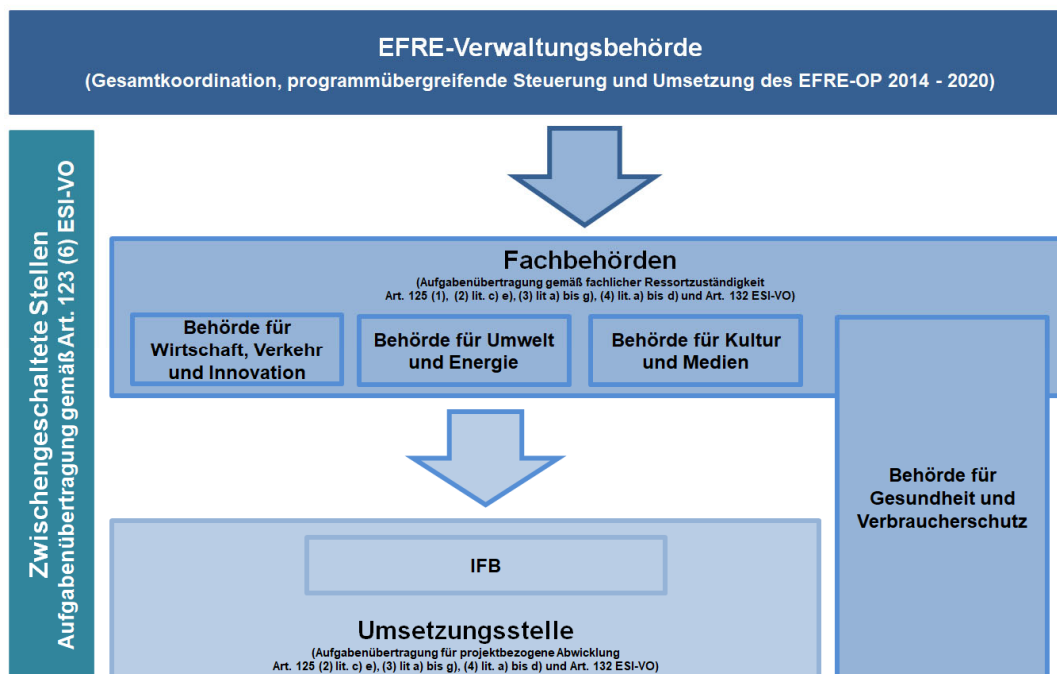 EFRE-Verwaltungsbehörde
(Gesamtkoordination, programmübergreifende Steuerung und Umsetzung des EFRE-OP 2014 - 2020)
Zwischengeschaltete Stellen
Aufgabenübertragung gemäß Art. 123 (6) ESI-VO
Fachbehörden
(Aufgabenübertragung gemäß fachlicher Ressortzuständigkeit
Art. 125 (1), (2) lit. c) e), (3) lit a) bis g), (4) lit. a) bis d) und Art. 132 ESI-VO)
Behörde für
Wirtschaft, Verkehr
und Innovation
Behörde für Umwelt
und Energie
Behörde für Kultur
und Medien
Behörde für
Gesundheit und
Verbraucherschutz
IFB
Umsetzungsstelle
(Aufgabenübertragung für projektbezogene Abwicklung
Art. 125 (2) lit. c) e), (3) lit a) bis g), (4) lit. a) bis d) und Art. 132 ESI-VO)